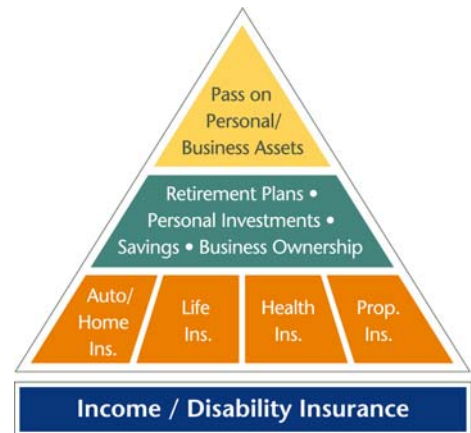 Pass on
Personal/
Business Assets
Retirement Plans •
Personal Investments •
Savings • Business Ownership
Auto/
Home
Ins.
Life
Ins.
Health
Ins.
Prop.
Ins.
Income / Disability Insurance